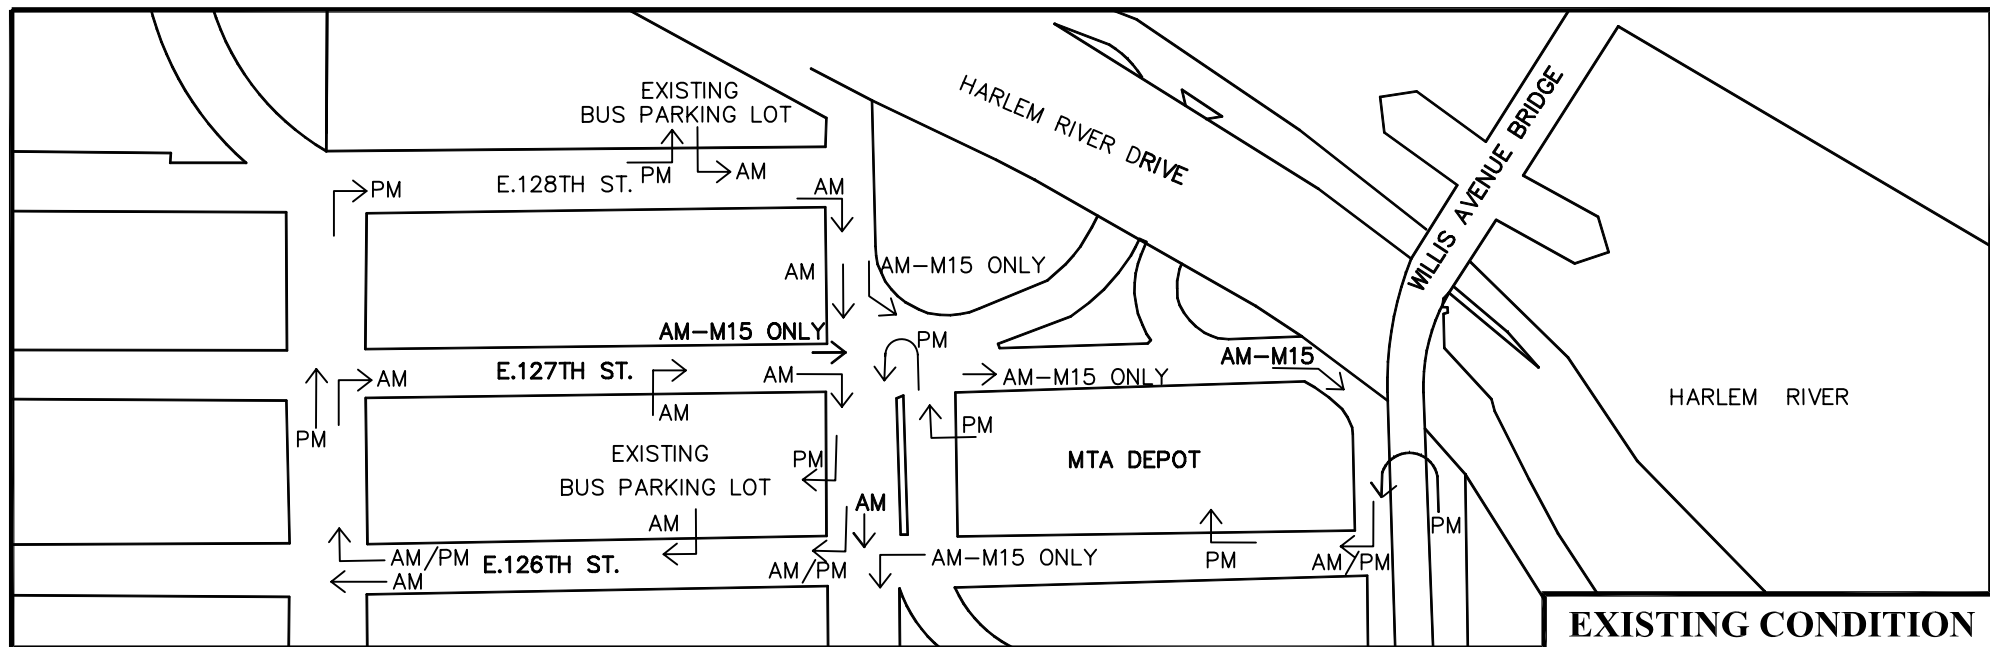 EXISTING
BUS PARKING LOT
PM
AM
E.128TH ST.
PM
AM
HARLEM RIVER DRIVE
WILLIS AVENUE BRIDGE
AM
AM-M15 ONLY
AM-M15 ONLY
PM
AM-M15
E.127TH ST.
AM
AM
AM-M15 ONLY
AM
HARLEM RIVER
PM
PM
EXISTING
BUS PARKING LOT
PM
MTA DEPOT
AM
AM
PM
AM/PM
E.126TH ST.
AM/PM
AM-M15 ONLY
PM
AM/PM
AM
EXISTING CONDITION